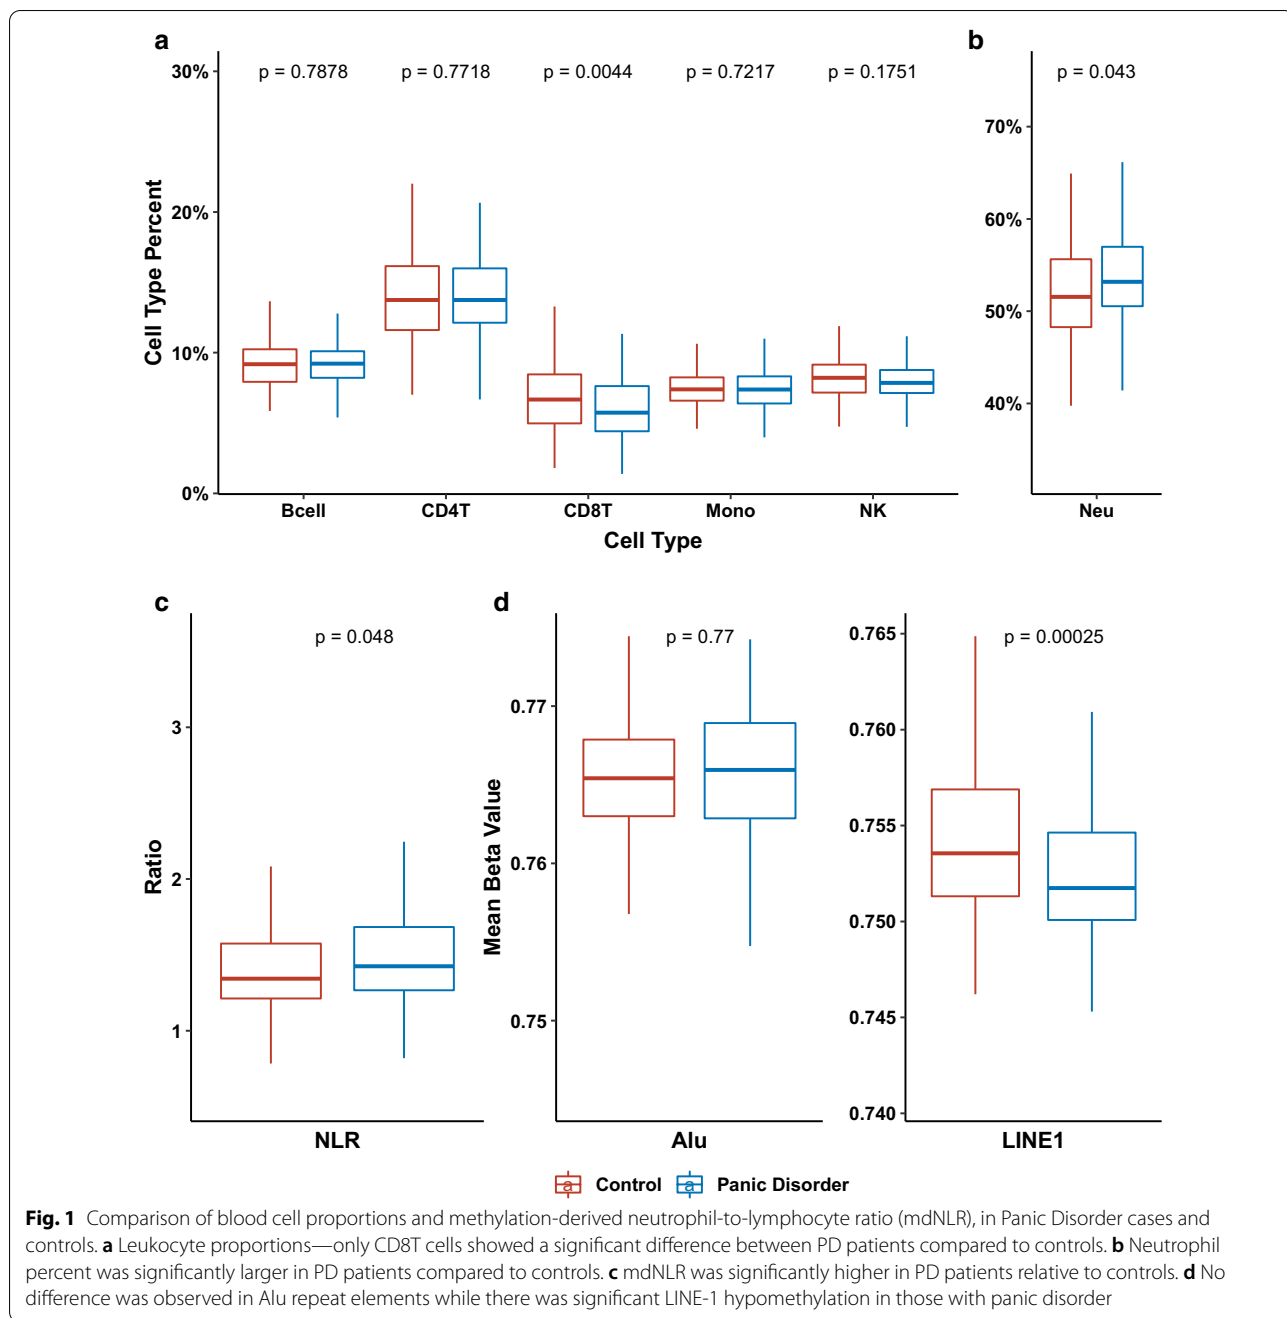 a
b
p = 0.7878 p = 0.7718 p = 0.0044 p = 0.7217 p = 0.1751
p = 0.043
30%
20%
10%
0%
Cell Type Percent
Bcell CD4T CD8T Mono NK
Cell Type
70%
60%
50%
40%
Neu
c
p = 0.048
3
2
1
Ratio
NLR
d
p = 0.77
0.77
0.76
0.75
Mean Beta Value
Alu
p = 0.00025
0.765
0.760
0.755
0.750
0.745
0.740
LINE1
a Control a Panic Disorder
Fig. 1 Comparison of blood cell proportions and methylation-derived neutrophil-to-lymphocyte ratio (mdNLR), in Panic Disorder cases and
controls. a Leukocyte proportions—only CD8T cells showed a significant difference between PD patients compared to controls. b Neutrophil
percent was significantly larger in PD patients compared to controls. c mdNLR was significantly higher in PD patients relative to controls. d No
difference was observed in Alu repeat elements while there was significant LINE-1 hypomethylation in those with panic disorder